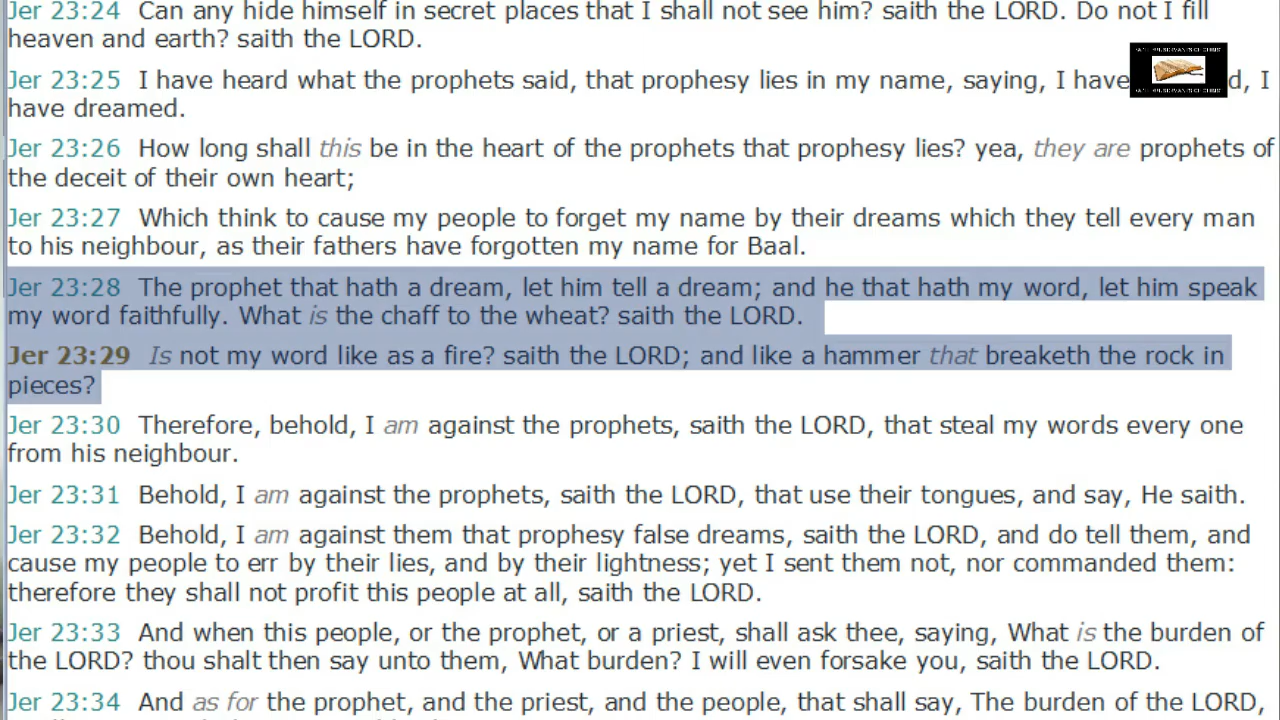 Jer 23:24 Can any hide himself in secret places that I shall not see him? saith the LORD. Do not I fill
heaven and earth? saith the LORD.
Jer 23:25 I have heard what the prophets said, that prophesy lies in my name, saying, I have d, I
have dreamed.
Jer 23:26 How long shall this be in the heart of the prophets that prophesy lies? yea, they are prophets of
the deceit of their own heart;
Jer 23:27 Which think to cause my people to forget my name by their dreams which they tell every man
to his neighbour, as their fathers have forgotten my name for Baal.
Jer 23:28 The prophet that hath a dream, let him tell a dream; and he that hath my word, let him speak
my word faithfully. What is the chaff to the wheat? saith the LORD.
Jer 23:29 Is not my word like as a fire? saith the LORD; and like a hammer that breaketh the rock in
pieces?
Jer 23:30 Therefore, behold, I am against the prophets, saith the LORD, that steal my words every one
from his neighbour.
Jer 23:31 Behold, I am against the prophets, saith the LORD, that use their tongues, and say, He saith.
Jer 23:32 Behold, I am against them that prophesy false dreams, saith the LORD, and do tell them, and
cause my people to err by their lies, and by their lightness; yet I sent them not, nor commanded them:
therefore they shall not profit this people at all, saith the LORD.
Jer 23:33 And when this people, or the prophet, or a priest, shall ask thee, saying, What is the burden of
the LORD? thou shalt then say unto them, What burden? I will even forsake you, saith the LORD.
Jer 23:34 And as for the prophet, and the priest, and the people, that shall say, The burden of the LORD,